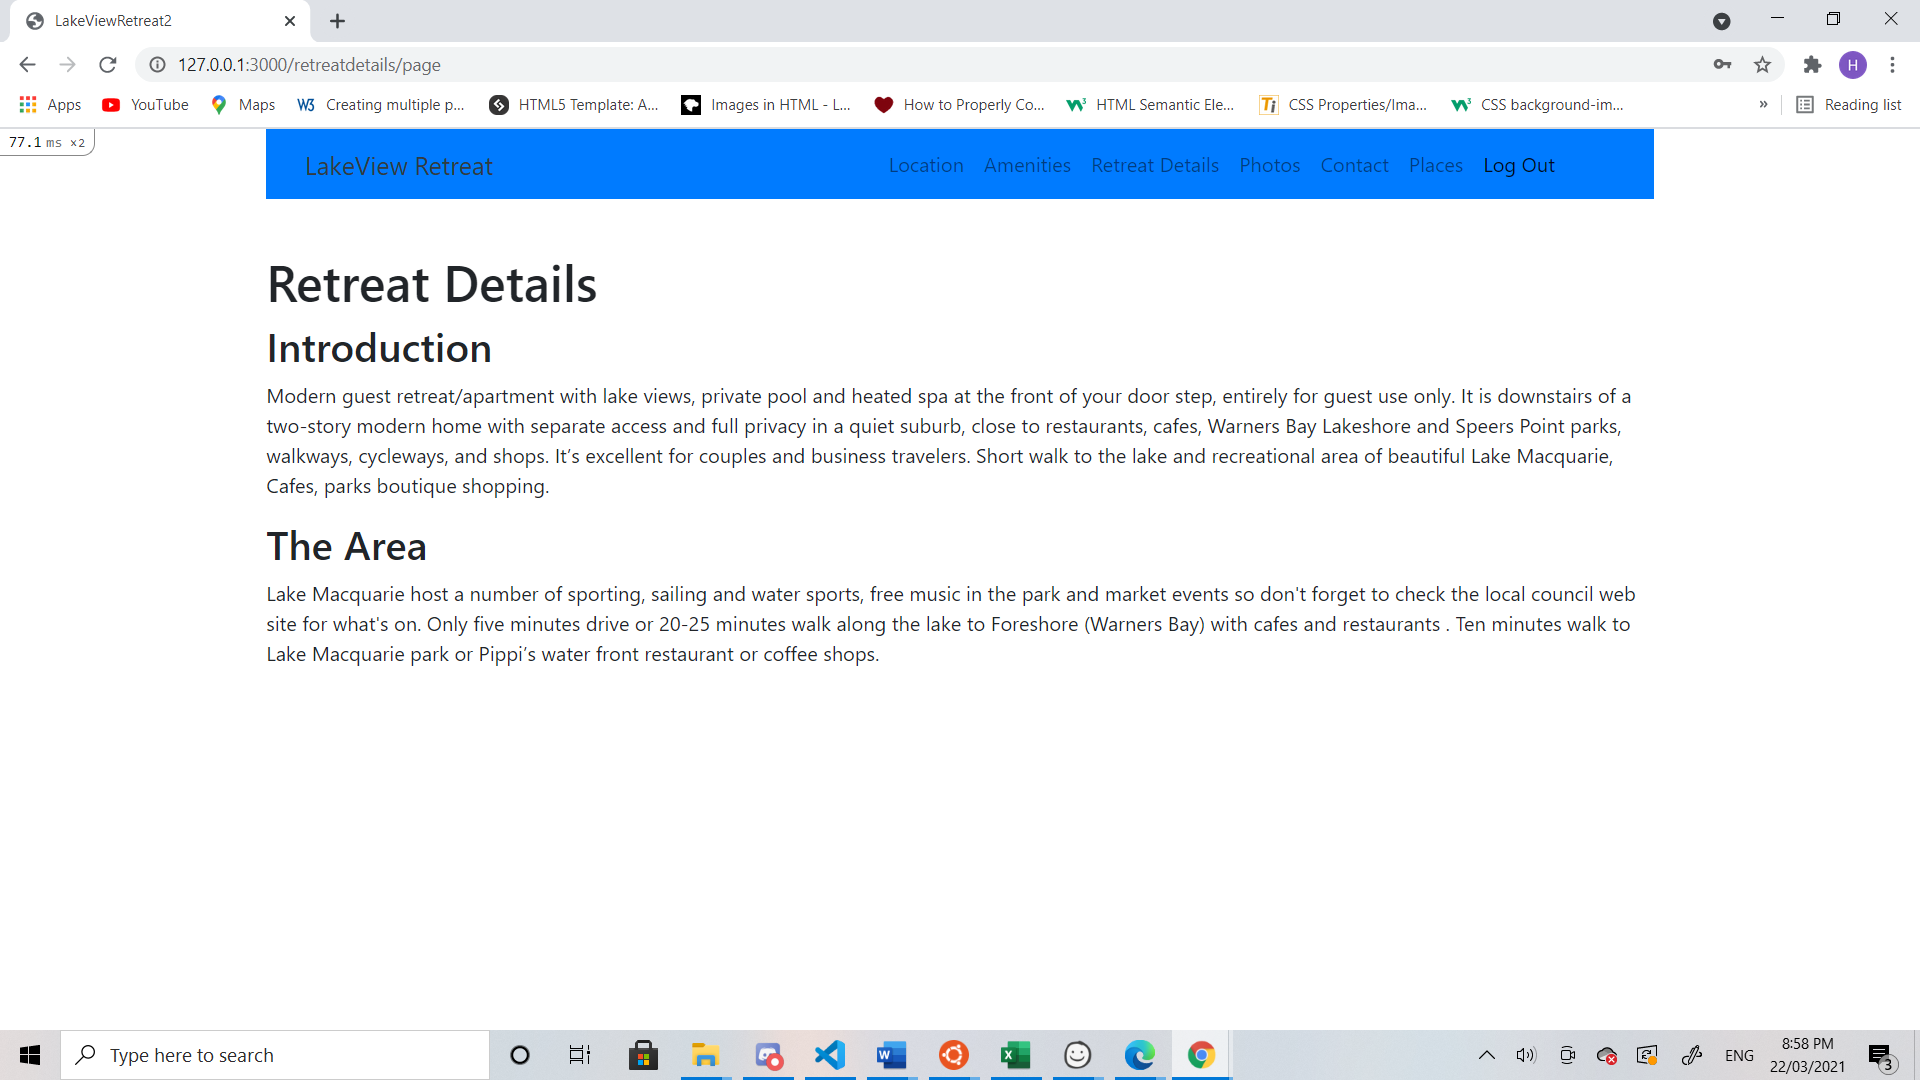 LakeViewRetreat2
127.0.0.1:3000/retreatdetails/page
H
Apps YouTube Maps Creating multiple p... HTML5 Template: A... Images in HTML - L... How to Properly Co... HTML Semantic Ele... CSS Properties/Ima... CSS background-im... » Reading list
77.1 ms x2
LakeView Retreat Location Amenities Retreat Details Photos Contact Places Log Out
Retreat Details
Introduction
Modern guest retreat/apartment with lake views, private pool and heated spa at the front of your door step, entirely for guest use only. It is downstairs of a
two-story modern home with separate access and full privacy in a quiet suburb, close to restaurants, cafes, Warners Bay Lakeshore and Speers Point parks,
walkways, cycleways, and shops. It’s excellent for couples and business travelers. Short walk to the lake and recreational area of beautiful Lake Macquarie,
Cafes, parks boutique shopping.
The Area
Lake Macquarie host a number of sporting, sailing and water sports, free music in the park and market events so don't forget to check the local council web
site for what's on. Only five minutes drive or 20-25 minutes walk along the lake to Foreshore (Warners Bay) with cafes and restaurants . Ten minutes walk to
Lake Macquarie park or Pippi’s water front restaurant or coffee shops.
Type here to search
ENG
8:58 PM
22/03/2021
3